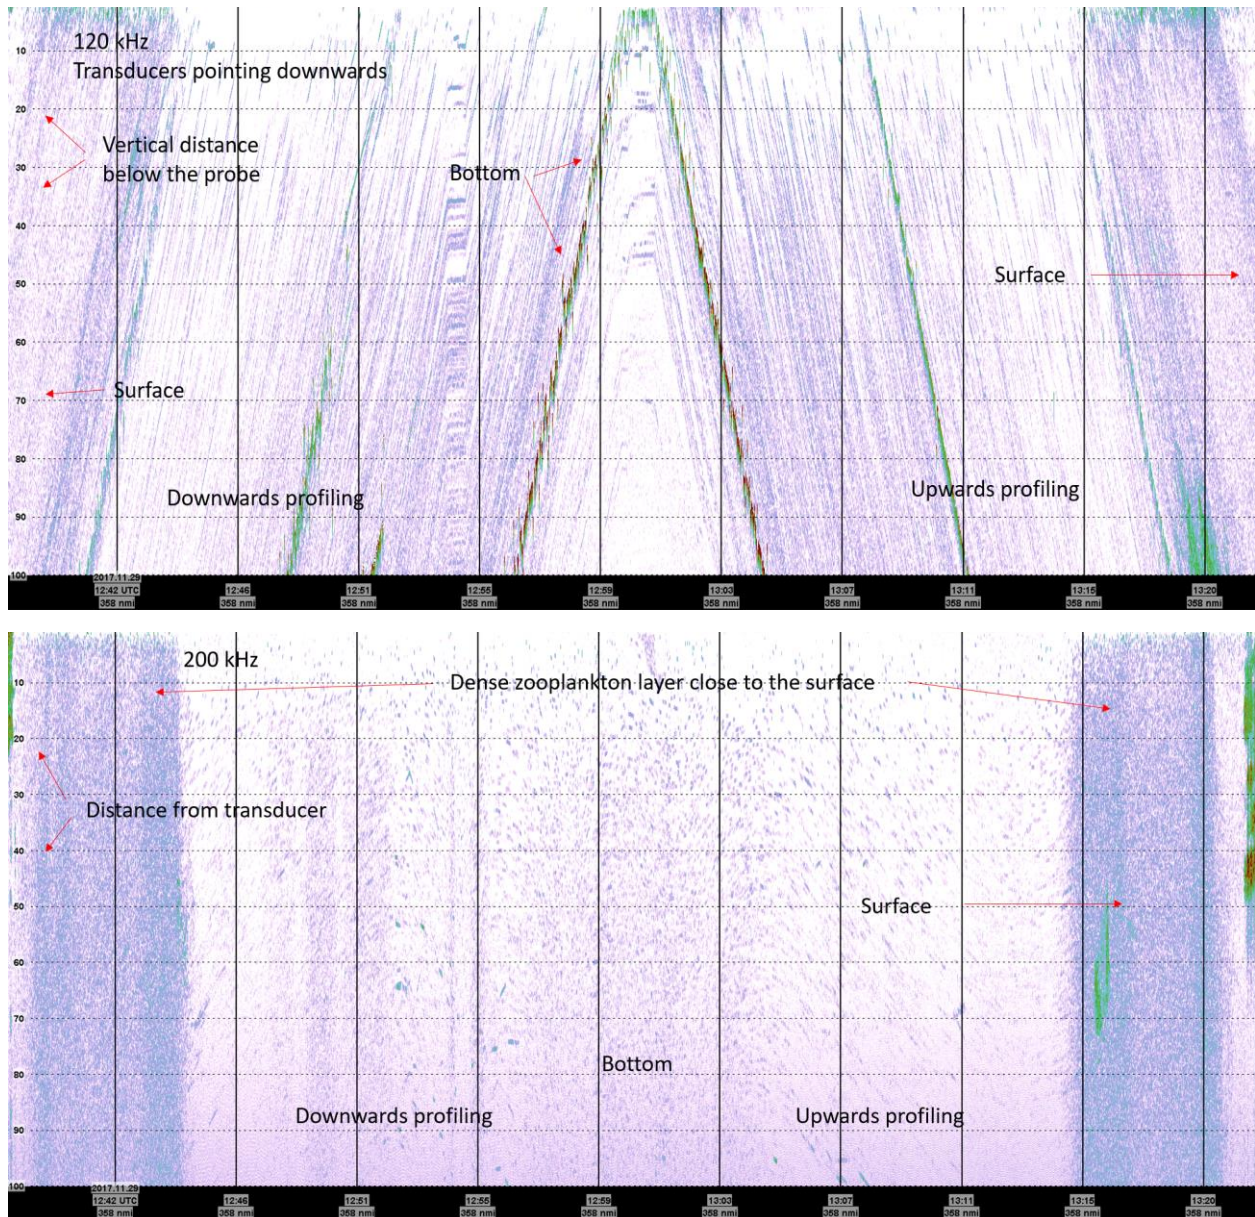 120 kHz
Transducers pointing downwards
10
20
Vertical distance
below the probe
30
Bottom
40
50
Surface
60
70
Surface
80
Downwards profiling
Upwards profiling
90
100
2017.11.29
12:42 UTC
12:46
12:51
12:55
12:59
13:03
13:07
13:11
13:15
13:20
358 nmi
358 nmi
358 nmi
358 nmi
358 nmi
358 nmi
358 nmi
358 nmi
358 nmi
358 nmi
200 kHz
10
Dense zooplankton layer close to the surface
20
30
Distance from transducer
40
50
Surface
60
70
Bottom
80
Downwards profiling
Upwards profiling
90
100
2017.11.29
12:42 UTC
12:46
12:51
12:55
12:59
13:03
13:07
13:11
13:15
13:20
358 nmi
358 nmi
358 nmi
358 nmi
358 nmi
358 nmi
358 nmi
358 nmi
358 nmi
358 nmi